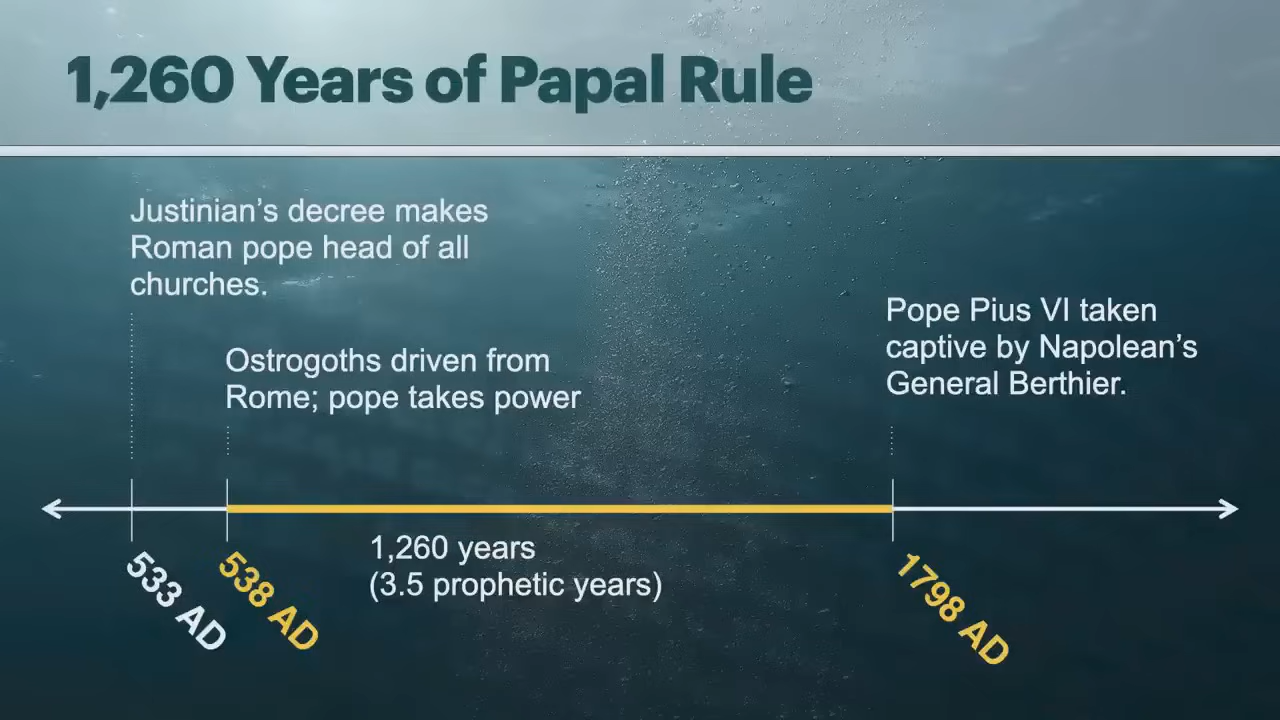 1,260 Years of Papal Rule
Justinian’s decree makes
Roman pope head of all
churches.
Ostrogoths driven from
Rome; pope takes power
Pope Pius VI taken
captive by Napolean’s
General Berthier.
1,260 years
(3.5 prophetic years)
533 AD
538 AD
1798 AD